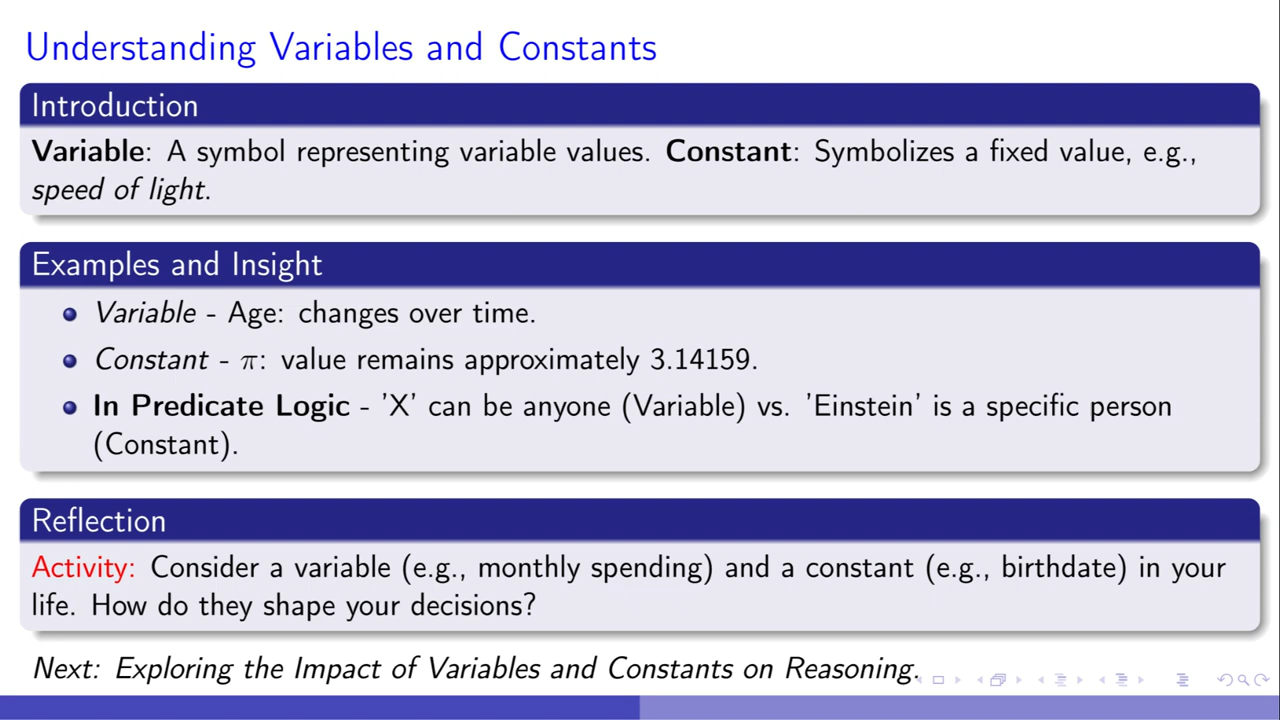 Understanding Variables and Constants
Introduction
Variable: A symbol representing variable values. Constant: Symbolizes a fixed value, e.g.,
speed of light.
Examples and Insight
Variable - Age: changes over time.
Constant - π: value remains approximately 3.14159.
In Predicate Logic - ’X’ can be anyone (Variable) vs. ’Einstein’ is a specific person
(Constant).
Reflection
Activity: Consider a variable (e.g., monthly spending) and a constant (e.g., birthdate) in your
life. How do they shape your decisions?
Next: Exploring the Impact of Variables and Constants on Reasoning.